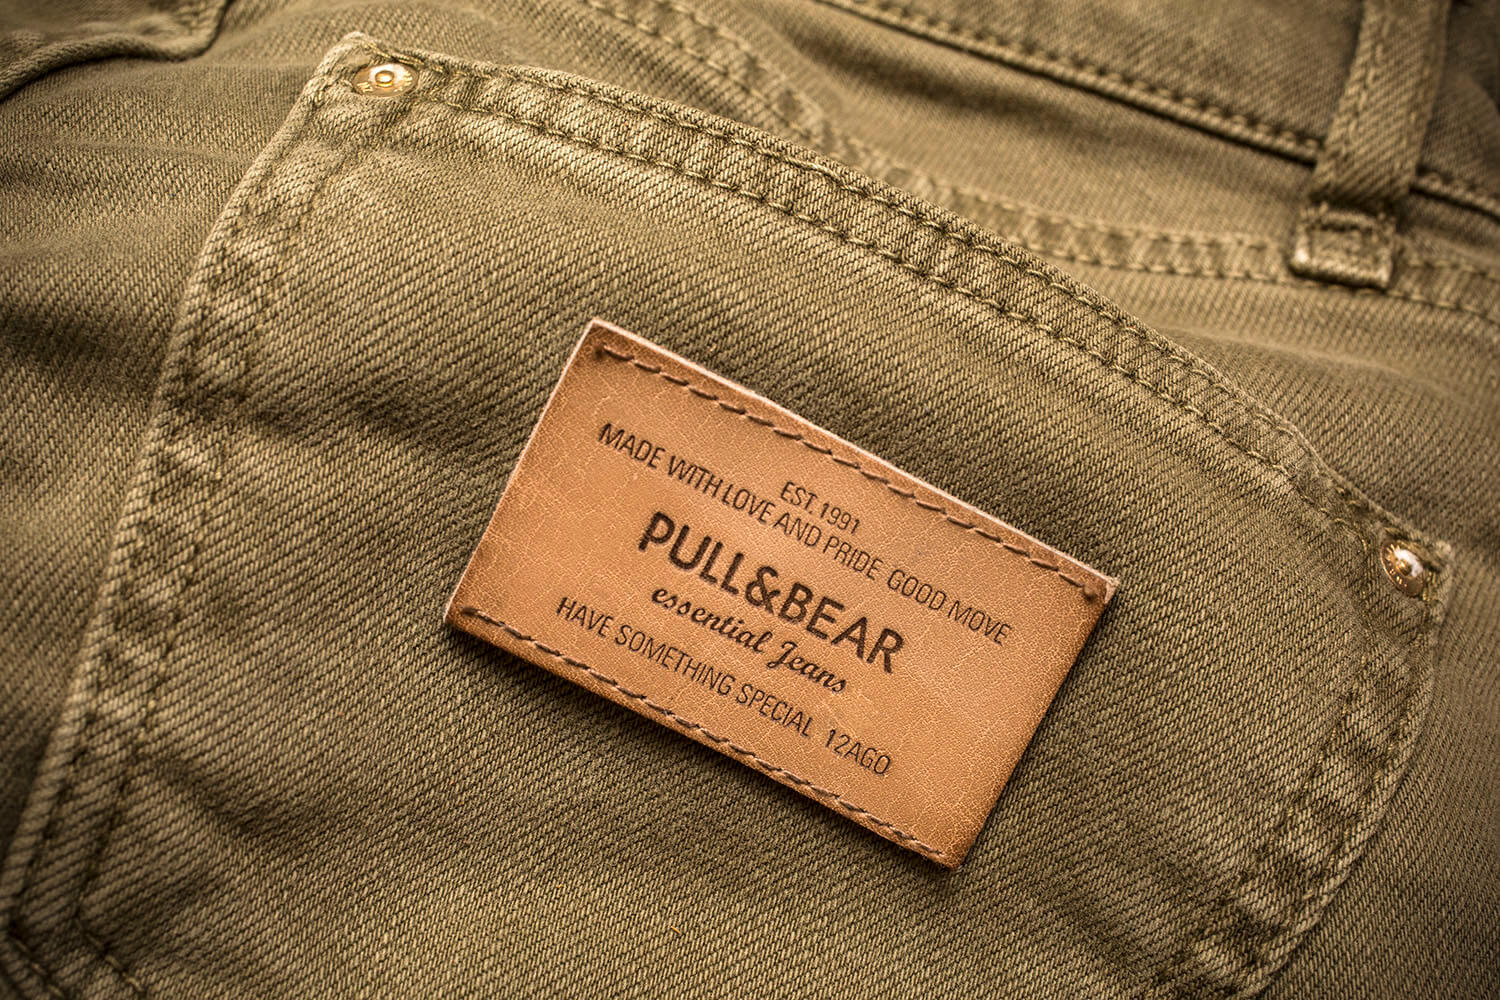 EST. 1991
MADE WITH LOVE AND PRIDE GOOD MOVE
PULL&BEAR
essential Jeans
HAVE SOMETHING SPECIAL 12AGO